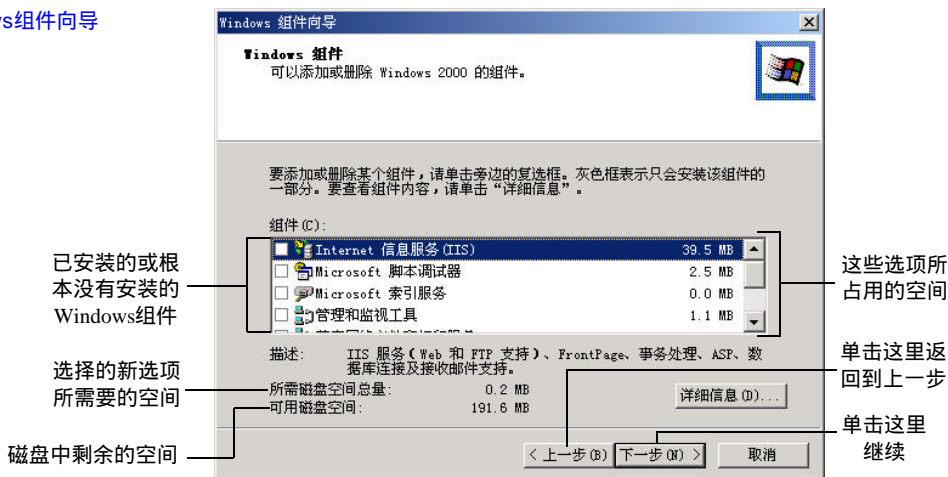 ws组件向导
Windows 组件向导
Windows 组件
可以添加或删除 Windows 2000 的组件。
要添加或删除某个组件，请单击旁边的复选框。灰色框表示只会安装该组件的
一部分。要查看组件内容，请单击“详细信息”。
组件(C):
Internet 信息服务(IIS) 39.5 MB
Microsoft 脚本调试器 2.5 MB
Microsoft 索引服务 0.0 MB
管理和监视工具 1.1 MB
描述: IIS 服务(Web 和 FTP 支持)、FrontPage、事务处理、ASP、数
据库连接及接收邮件支持。
所需磁盘空间总量: 0.2 MB
可用磁盘空间: 191.6 MB
详细信息(D)...
< 上一步(B)
下一步(N) >
取消
已安装的或根
本没有安装的
Windows组件
选择的新选项
所需要的空间
磁盘中剩余的空间
这些选项所
占用的空间
单击这里返
回到上一步
单击这里
继续